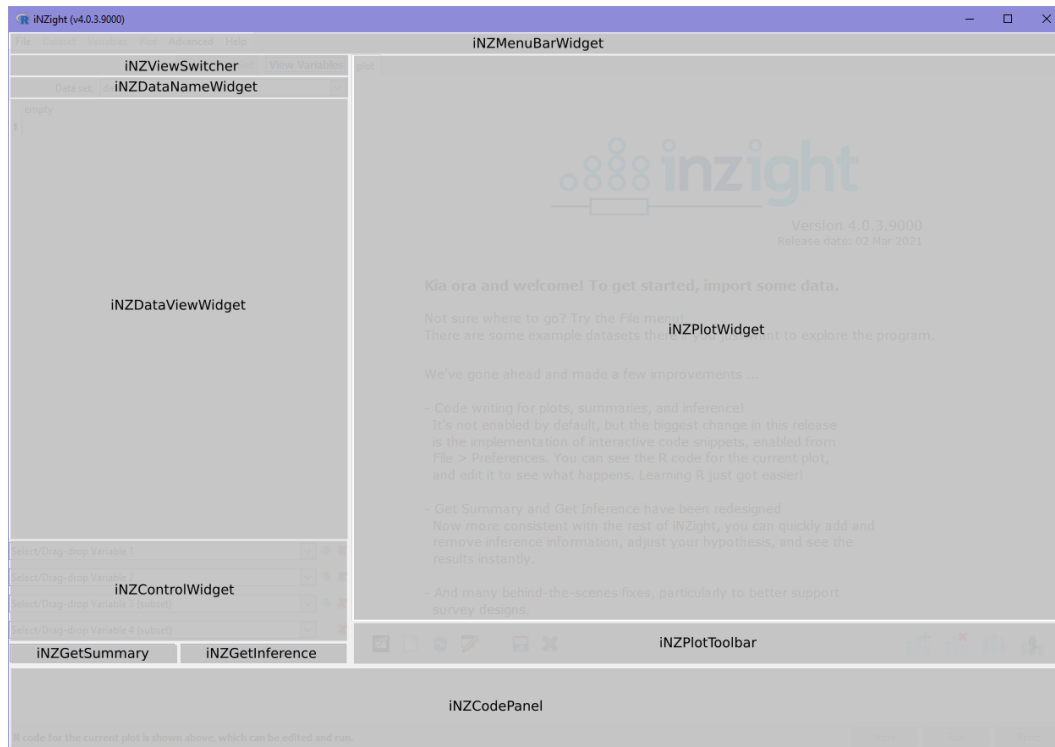 iNZight (v4.0.3.9000)
File Dataset Variables Plot Advanced Help
iNZMenuBarWidget
iNZViewSwitcher
View Variables
plot
Data set:
iNZDataNameWidget
empty
1
inzight
Version 4.0.3.9000
Release date: 02 Mar 2021
Kia ora and welcome! To get started, import some data.
Not sure where to go? Try the File menu!
There are some example datasets there if you just want to explore the program.
iNZDataViewWidget
iNZPlotWidget
We've gone ahead and made a few improvements ...
- Code writing for plots, summaries, and inference!
It's not enabled by default, but the biggest change in this release
is the implementation of interactive code snippets, enabled from
File > Preferences. You can see the R code for the current plot,
and edit it to see what happens. Learning R just got easier!
- Get Summary and Get Inference have been redesigned
Now more consistent with the rest of iNZight, you can quickly add and
remove inference information, adjust your hypothesis, and see the
results instantly.
- And many behind-the-scenes fixes, particularly to better support
survey designs.
Select/Drag-drop Variable 1
Select/Drag-drop Variable 2
iNZControlWidget
Select/Drag-drop Variable 3 (subset)
Select/Drag-drop Variable 4 (subset)
iNZGetSummary
iNZGetInference
iNZPlotToolbar
iNZCodePanel
R code for the current plot is shown above, which can be edited and run.